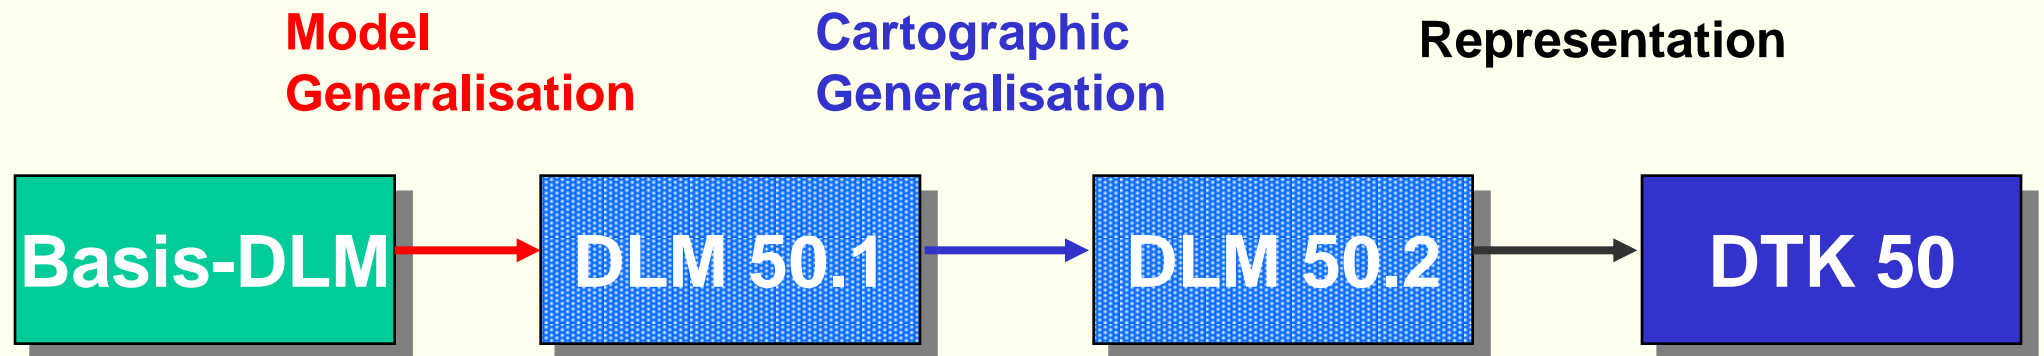 Model
Generalisation
Cartographic
Generalisation
Representation
Basis-DLM
DLM 50.1
DLM 50.2
DTK 50